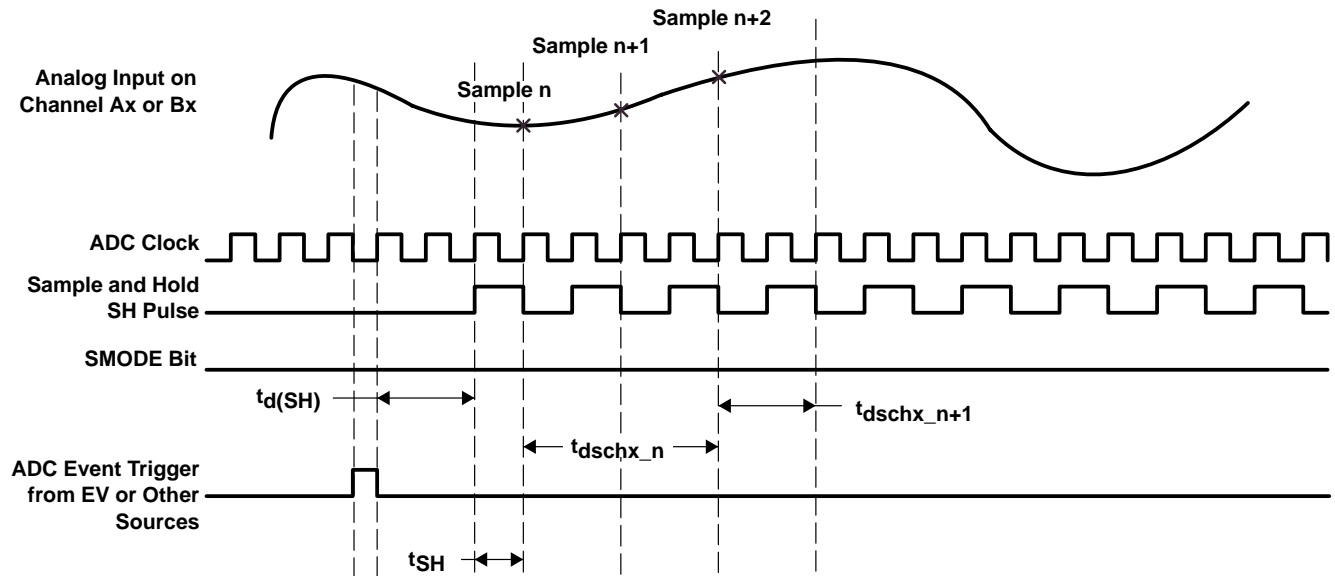 Sample n+2
Sample n+1
Analog Input on
Channel Ax or Bx
Sample n
ADC Clock
Sample and Hold
SH Pulse
SMODE Bit
td(SH)
tdschx_n+1
tdschx_n
ADC Event Trigger
from EV or Other
Sources
tSH